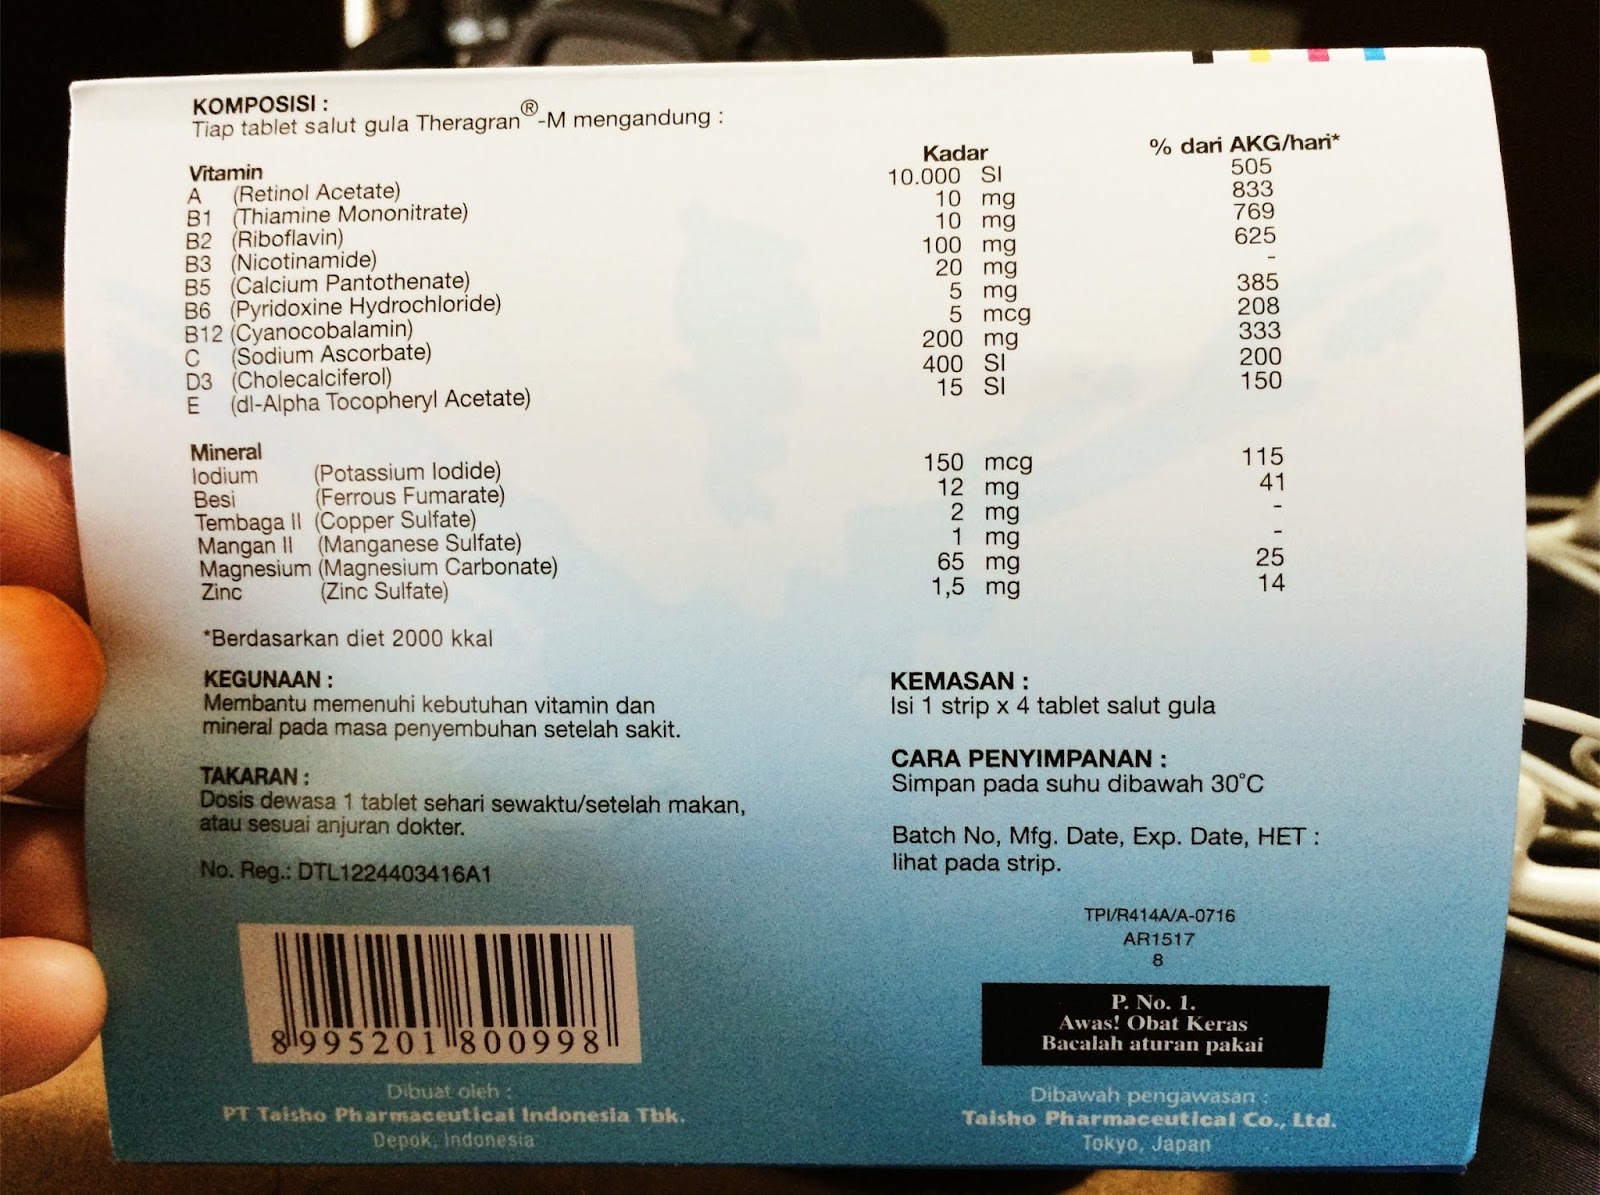 KOMPOSISI :
Tiap tablet salut gula Theragran®-M mengandung :
Vitamin Kadar % dari AKG/hari*
A (Retinol Acetate) 10.000 SI 505
B1 (Thiamine Mononitrate) 10 mg 833
B2 (Riboflavin) 10 mg 769
B3 (Nicotinamide) 100 mg 625
B5 (Calcium Pantothenate) 20 mg -
B6 (Pyridoxine Hydrochloride) 5 mg 385
B12 (Cyanocobalamin) 5 mcg 208
C (Sodium Ascorbate) 200 mg 333
D3 (Cholecalciferol) 400 SI 200
E (dl-Alpha Tocopheryl Acetate) 15 SI 150
Mineral
Iodium (Potassium Iodide) 150 mcg 115
Besi (Ferrous Fumarate) 12 mg 41
Tembaga II (Copper Sulfate) 2 mg -
Mangan II (Manganese Sulfate) 1 mg -
Magnesium (Magnesium Carbonate) 65 mg 25
Zinc (Zinc Sulfate) 1,5 mg 14
*Berdasarkan diet 2000 kkal
KEGUNAAN :
Membantu memenuhi kebutuhan vitamin dan
mineral pada masa penyembuhan setelah sakit.
TAKARAN :
Dosis dewasa 1 tablet sehari sewaktu/setelah makan,
atau sesuai anjuran dokter.
No. Reg.: DTL1224403416A1
8 995201 800998
Dibuat oleh :
PT Taisho Pharmaceutical Indonesia Tbk.
Depok, Indonesia
KEMASAN :
Isi 1 strip x 4 tablet salut gula
CARA PENYIMPANAN :
Simpan pada suhu dibawah 30°C
Batch No, Mfg. Date, Exp. Date, HET :
lihat pada strip.
TPI/R414A/A-0716
AR1517
8
P. No. 1.
Awas! Obat Keras
Bacalah aturan pakai
Dibawah pengawasan :
Taisho Pharmaceutical Co., Ltd.
Tokyo, Japan